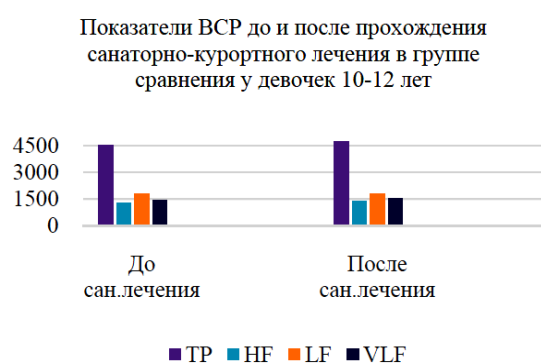 Показатели ВСР до и после прохождения
санаторно-курортного лечения в группе
сравнения у девочек 10-12 лет
4500
3000
1500
0
До
сан.лечения
После
сан.лечения
TP HF LF VLF